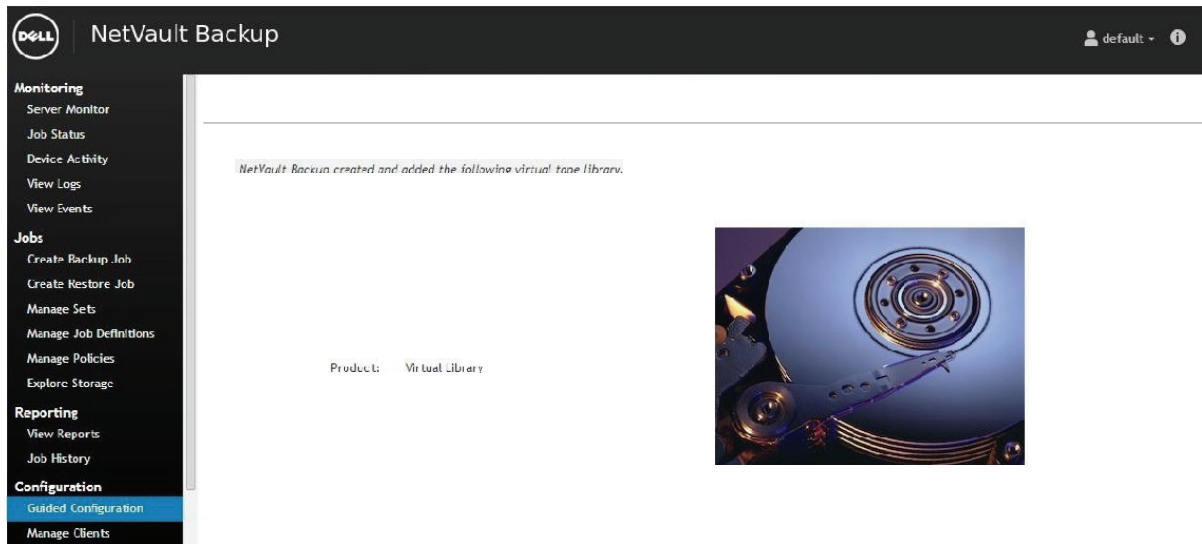 DELL
NetVault Backup
default
Monitoring
Server Monitor
Job Status
Device Activity
View Logs
View Events
Jobs
Create Backup Job
Create Restore Job
Manage Sets
Manage Job Definitions
Manage Policies
Explore Storage
Reporting
View Reports
Job History
Configuration
Guided Configuration
Manage Clients
NetVault Backup created and added the following virtual tape library.
Product: Virtual Library